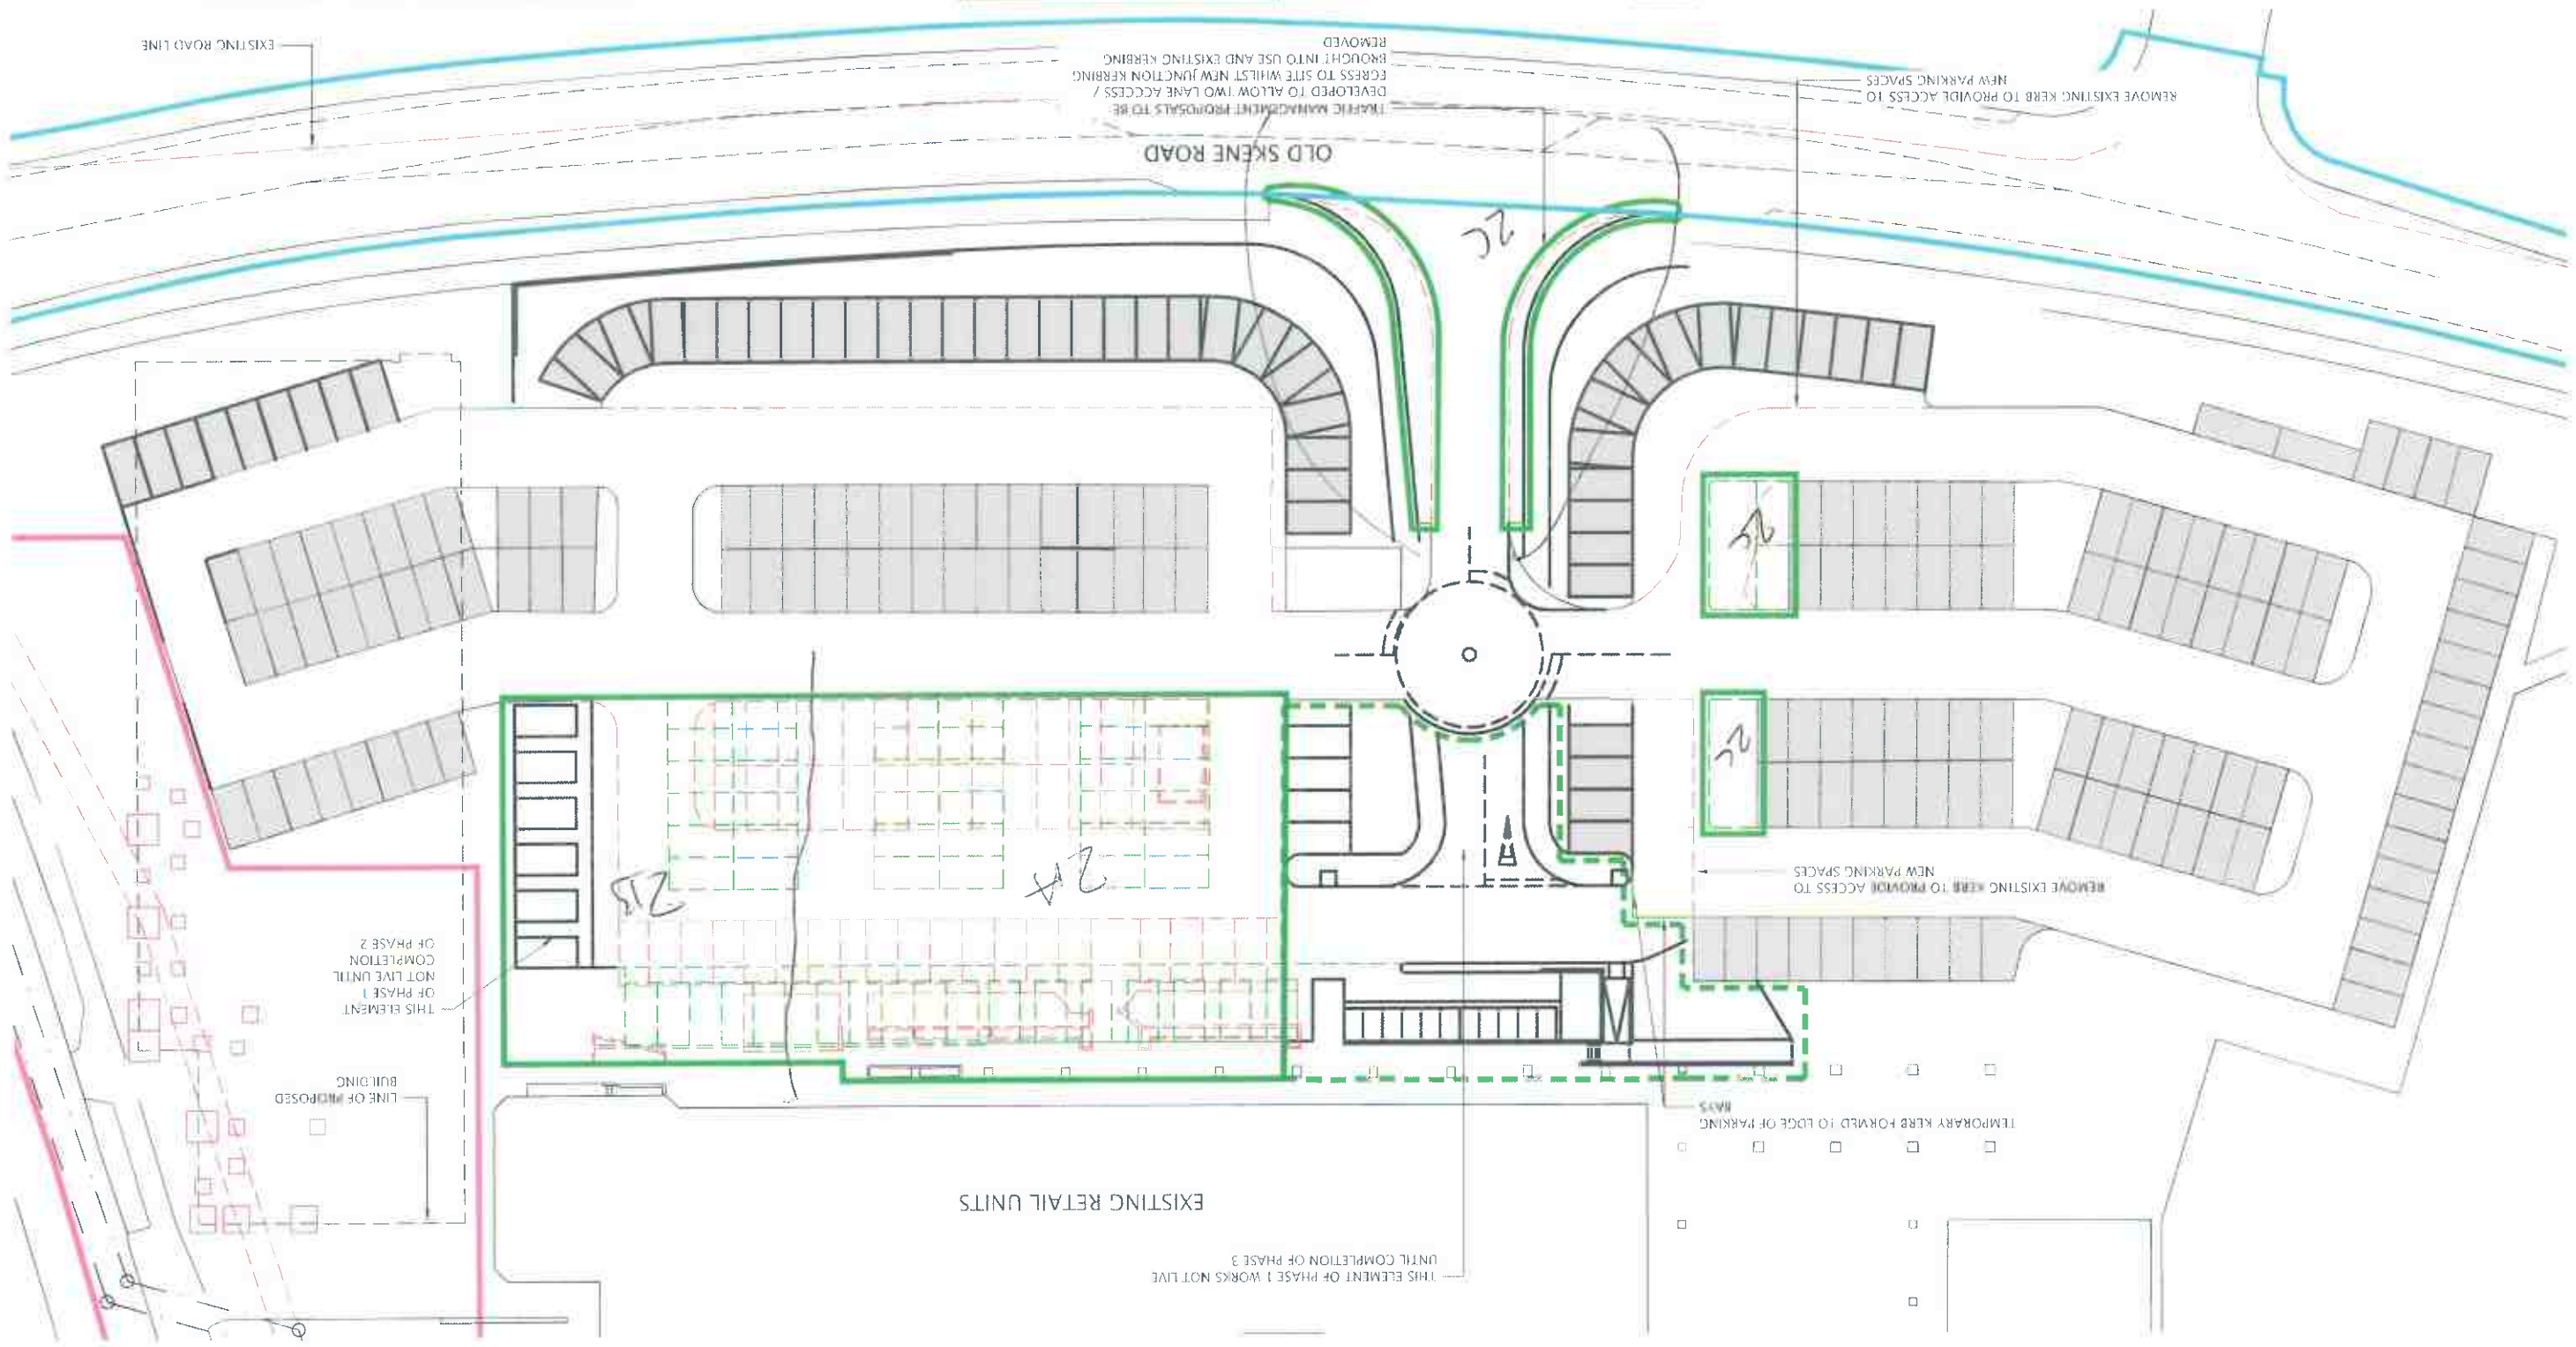 THIS ELEMENT OF PHASE 1 WORKS NOT LIVE
UNTIL COMPLETION OF PHASE 3
EXISTING RETAIL UNITS
TEMPORARY KERB FORMED TO EDGE OF PARKING
BAYS
LINE OF PROPOSED
BUILDING
THIS ELEMENT
OF PHASE 1
NOT LIVE UNTIL
COMPLETION
OF PHASE 2
REMOVE EXISTING KERB TO PROVIDE ACCESS TO
NEW PARKING SPACES
2A
2B
2C
2C
2C
OLD SKENE ROAD
TRAFFIC MANAGEMENT PROPOSALS TO BE
DEVELOPED TO ALLOW TWO LANE ACCESS /
EGRESS TO SITE WHILST NEW JUNCTION KERBING
BROUGHT INTO USE AND EXISTING KERBING
REMOVED
REMOVE EXISTING KERB TO PROVIDE ACCESS TO
NEW PARKING SPACES
EXISTING ROAD LINE